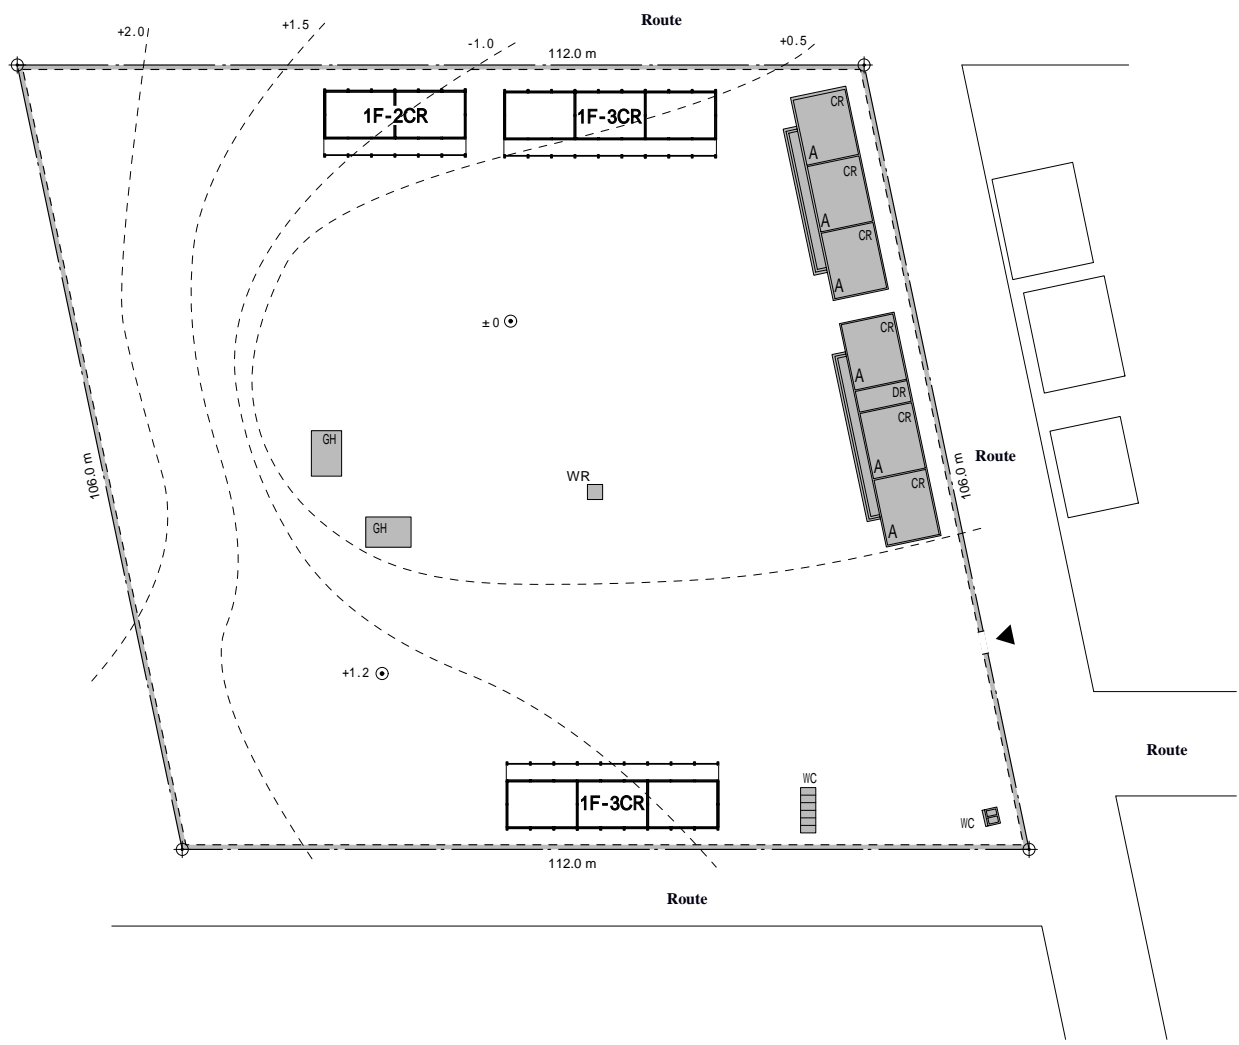 Route
+2.0
+1.5
-1.0
+0.5
112.0 m
1F-2CR
1F-3CR
CR
A
CR
A
CR
A
±0
CR
A
DR
CR
A
CR
A
GH
WR
GH
106.0 m
Route
106.0 m
+1.2
Route
1F-3CR
WC
WC
112.0 m
Route